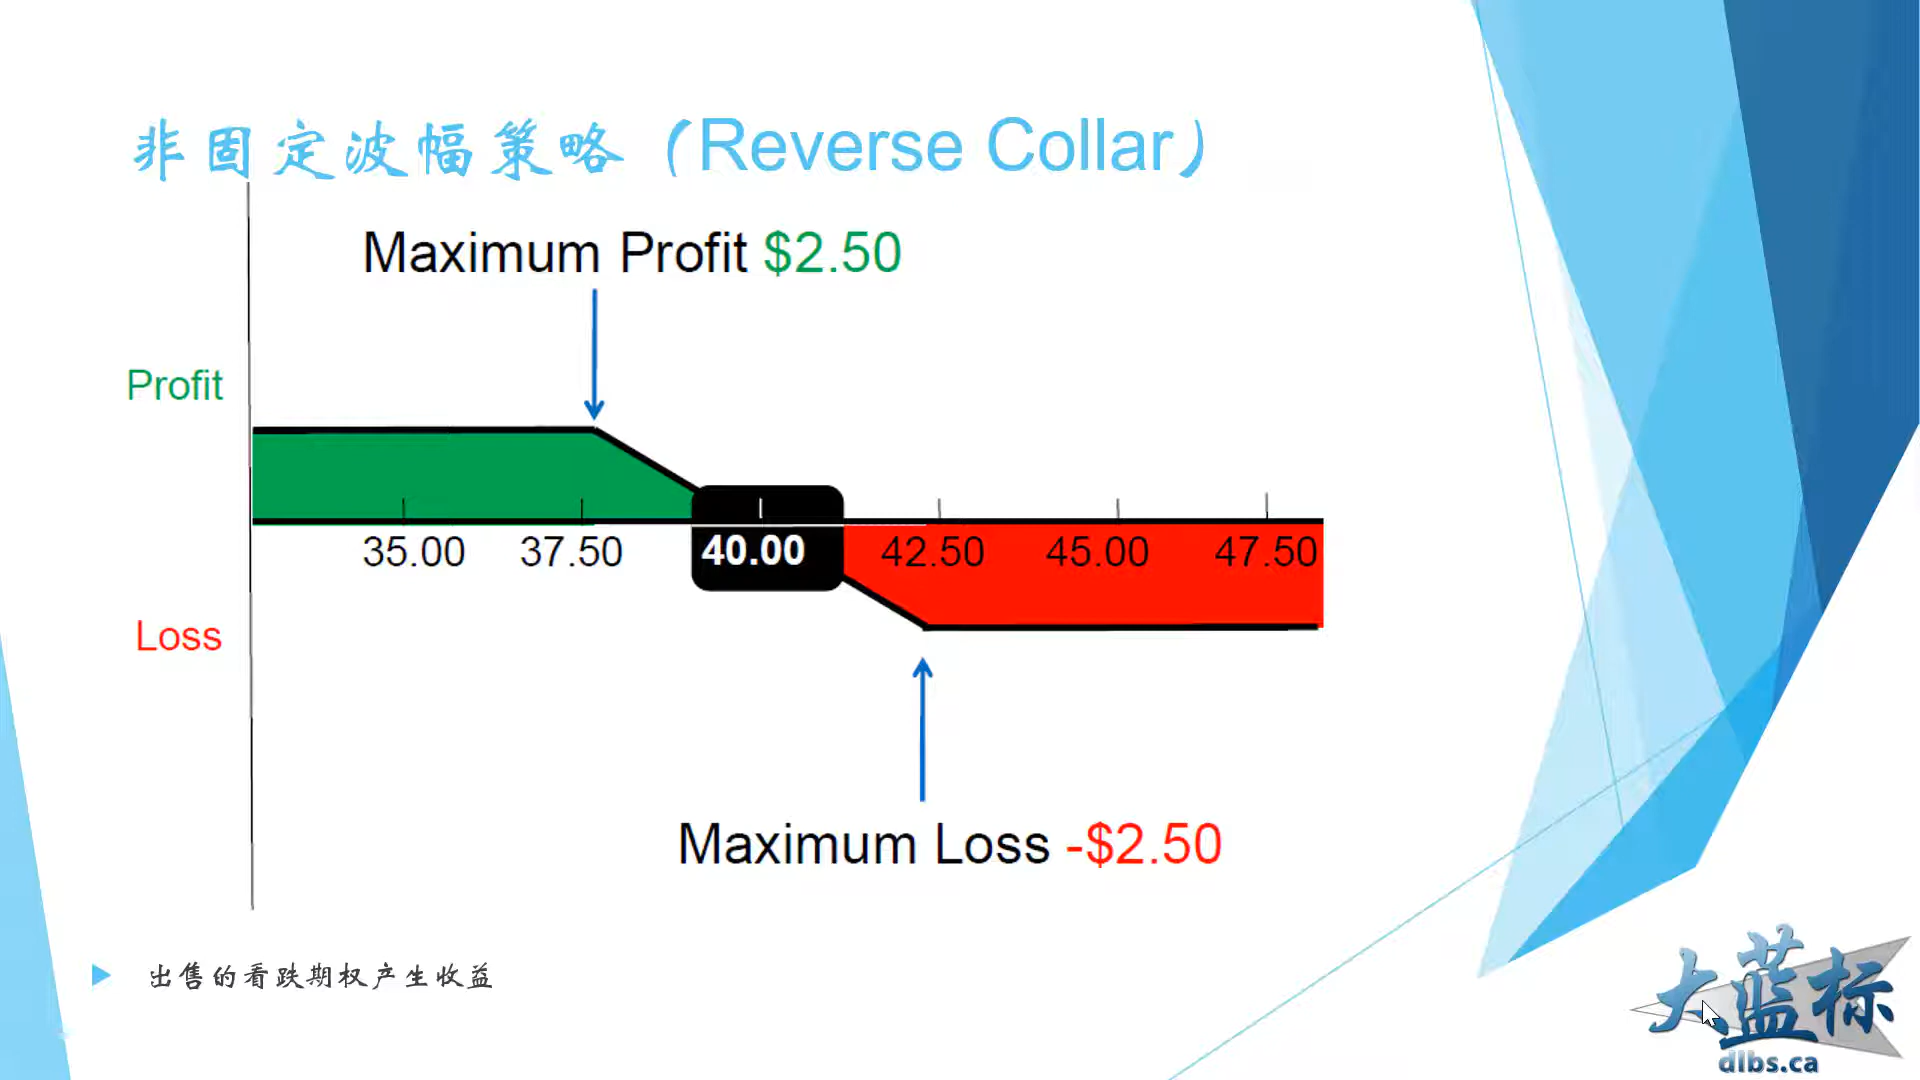 非固定波幅策略（Reverse Collar）
Maximum Profit $2.50
Profit
35.00 37.50 40.00 42.50 45.00 47.50
Loss
Maximum Loss -$2.50
出售的看跌期权产生收益
大蓝标
dlbs.ca